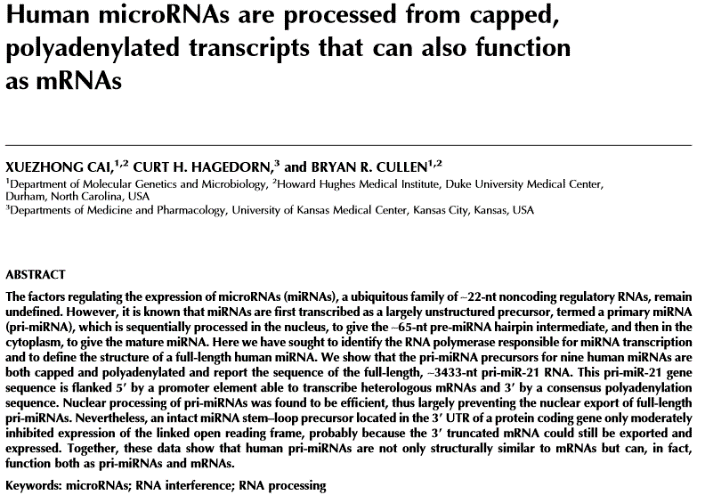 Human microRNAs are processed from capped,
polyadenylated transcripts that can also function
as mRNAs
XUEZHONG CAI,1,2 CURT H. HAGEDORN,3 and BRYAN R. CULLEN1,2
1Department of Molecular Genetics and Microbiology, 2Howard Hughes Medical Institute, Duke University Medical Center,
Durham, North Carolina, USA
3Departments of Medicine and Pharmacology, University of Kansas Medical Center, Kansas City, Kansas, USA
ABSTRACT
The factors regulating the expression of microRNAs (miRNAs), a ubiquitous family of ~22-nt noncoding regulatory RNAs, remain
undefined. However, it is known that miRNAs are first transcribed as a largely unstructured precursor, termed a primary miRNA
(pri-miRNA), which is sequentially processed in the nucleus, to give the ~65-nt pre-miRNA hairpin intermediate, and then in the
cytoplasm, to give the mature miRNA. Here we have sought to identify the RNA polymerase responsible for miRNA transcription
and to define the structure of a full-length human miRNA. We show that the pri-miRNA precursors for nine human miRNAs are
both capped and polyadenylated and report the sequence of the full-length, ~3433-nt pri-miR-21 RNA. This pri-miR-21 gene
sequence is flanked 5′ by a promoter element able to transcribe heterologous mRNAs and 3′ by a consensus polyadenylation
sequence. Nuclear processing of pri-miRNAs was found to be efficient, thus largely preventing the nuclear export of full-length
pri-miRNAs. Nevertheless, an intact miRNA stem–loop precursor located in the 3′ UTR of a protein coding gene only moderately
inhibited expression of the linked open reading frame, probably because the 3′ truncated mRNA could still be exported and
expressed. Together, these data show that human pri-miRNAs are not only structurally similar to mRNAs but can, in fact,
function both as pri-miRNAs and mRNAs.
Keywords: microRNAs; RNA interference; RNA processing